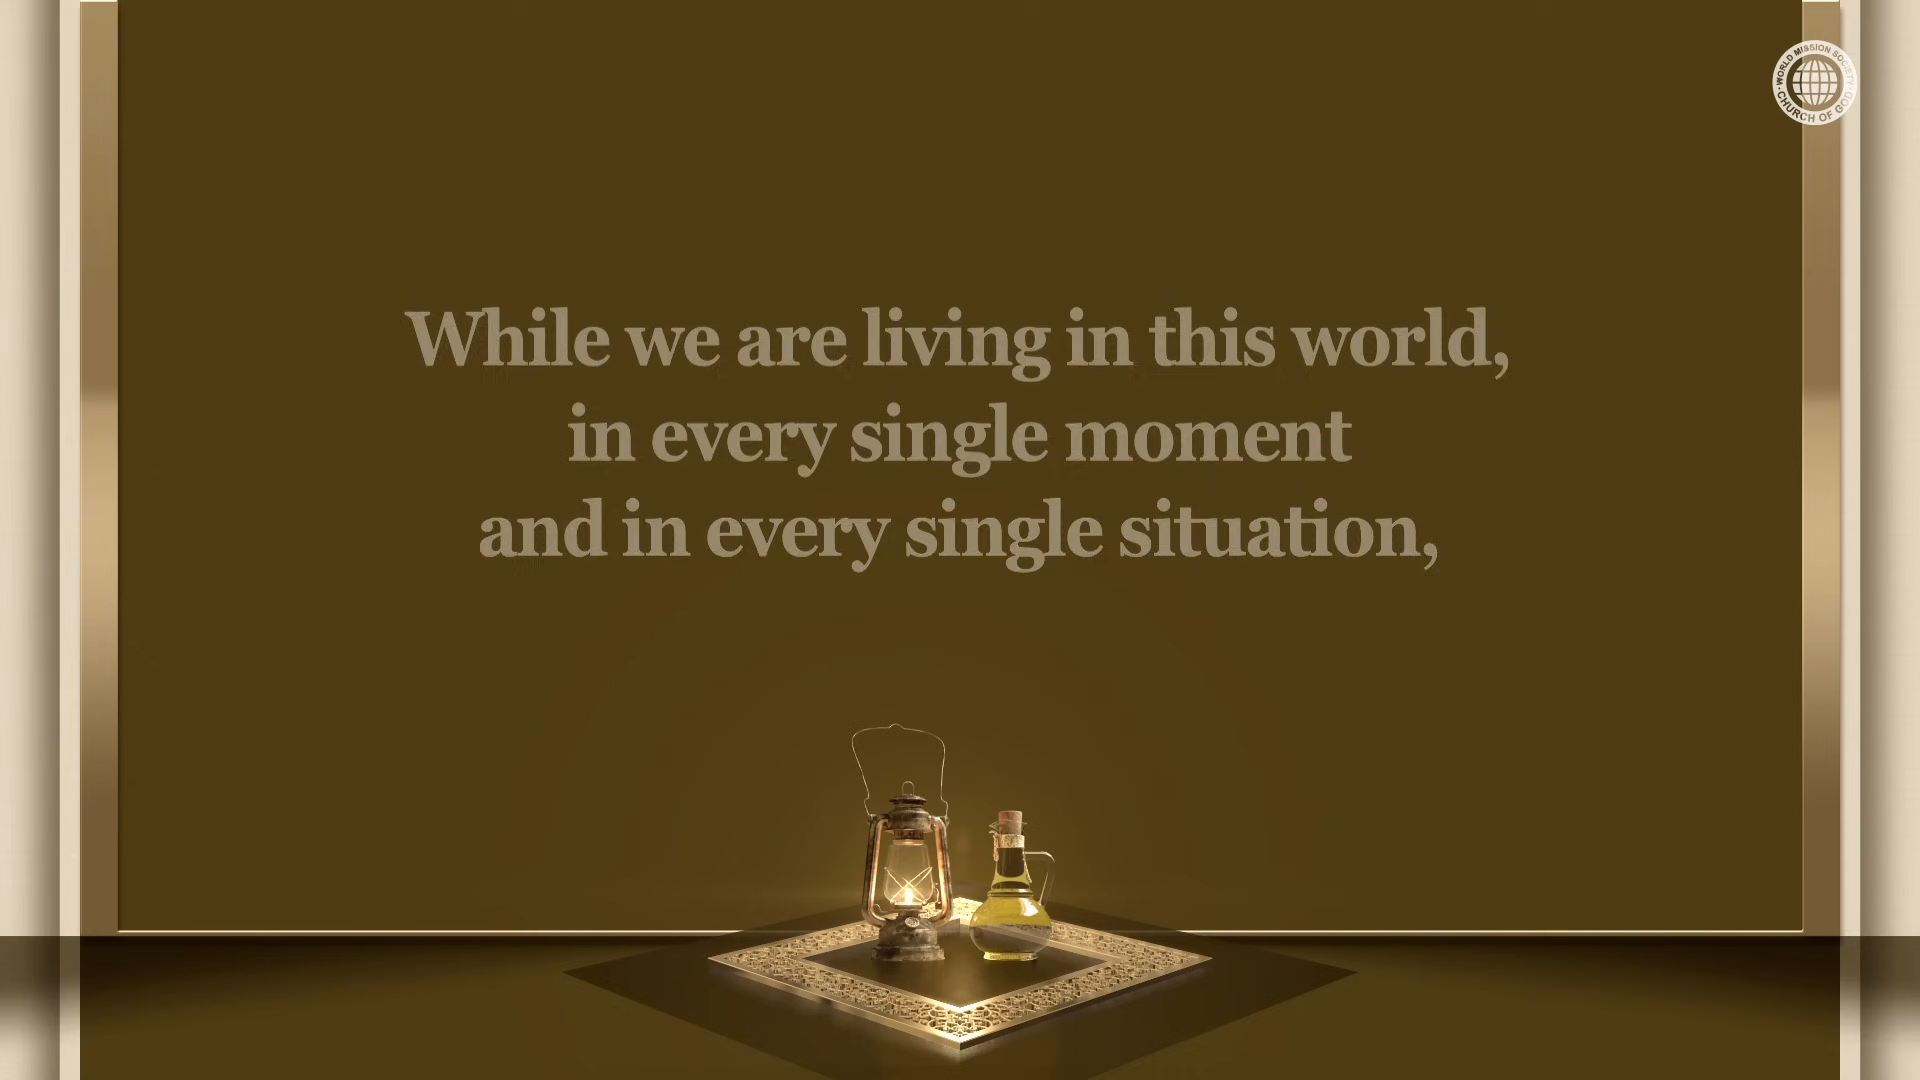 WORLD MISSION SOCIETY
CHURCH OF GOD
While we are living in this world,
in every single moment
and in every single situation,